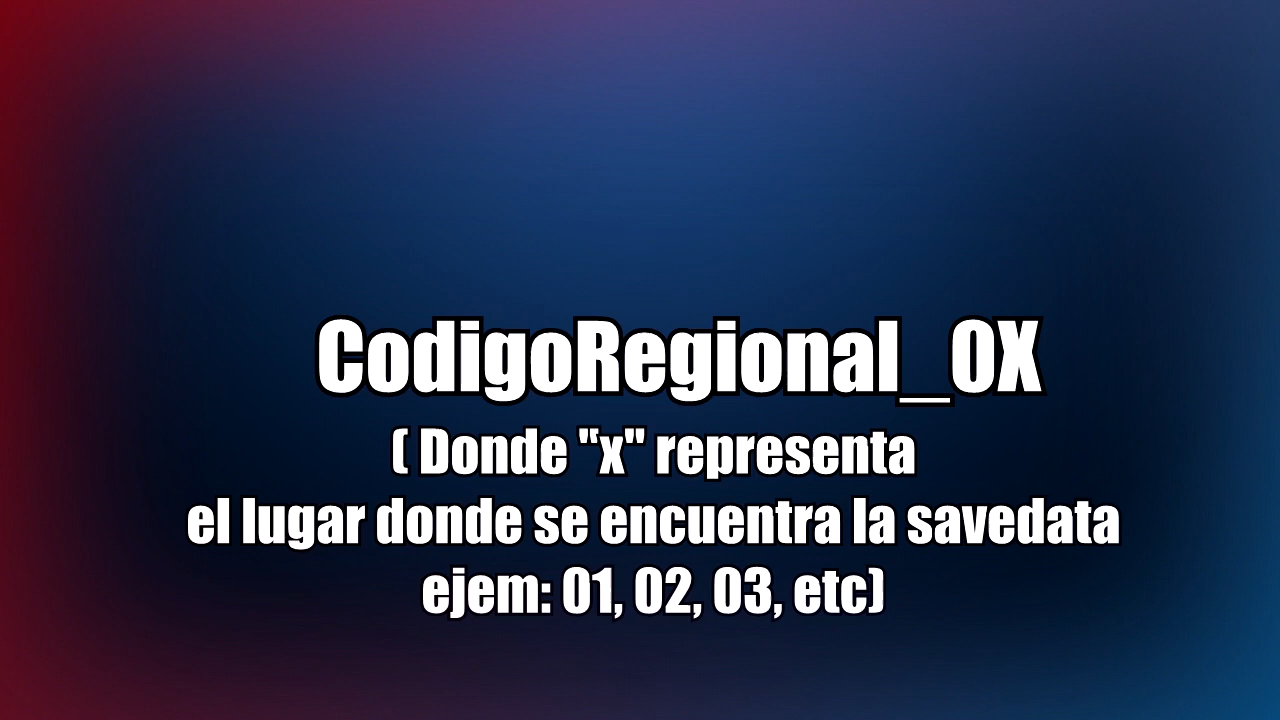 CodigoRegional_0X
( Donde "x" representa
el lugar donde se encuentra la savedata
ejem: 01, 02, 03, etc)